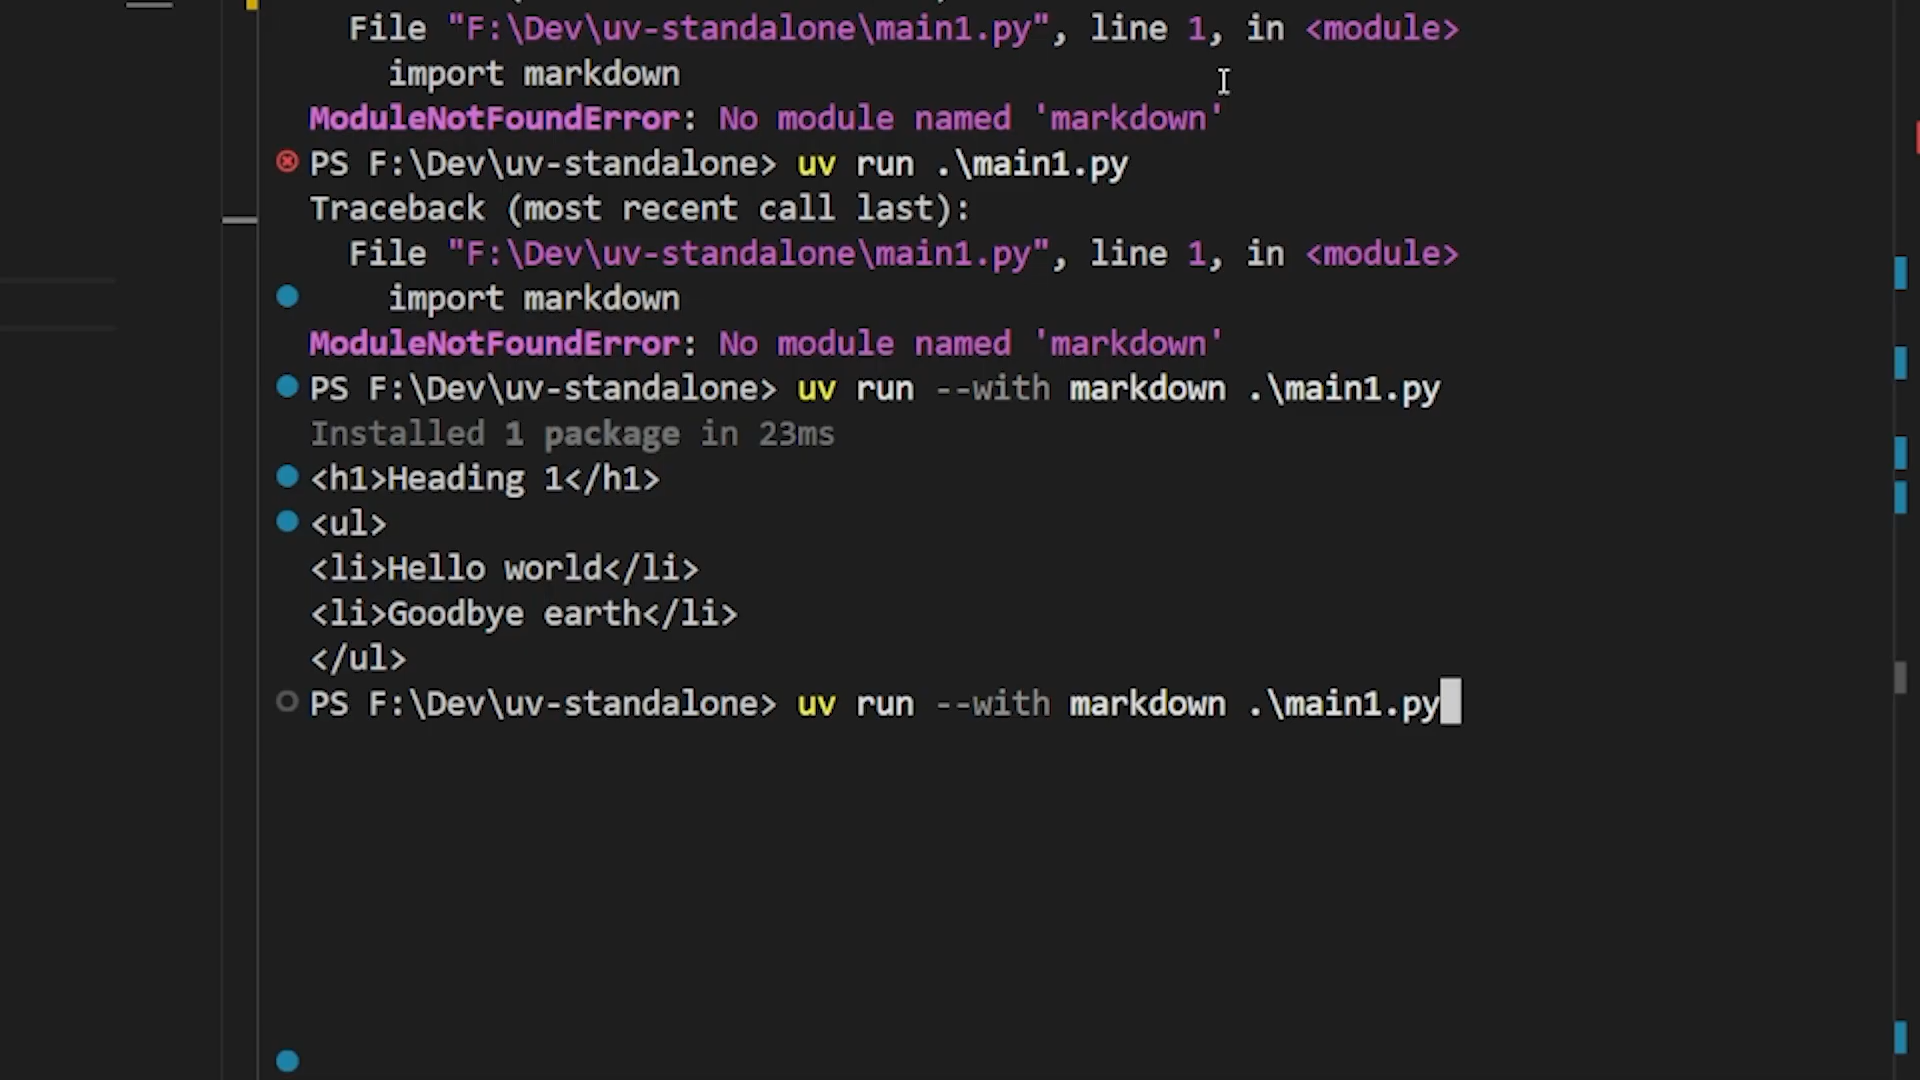 File "F:\Dev\uv-standalone\main1.py", line 1, in <module>
import markdown
ModuleNotFoundError: No module named 'markdown'
PS F:\Dev\uv-standalone> uv run .\main1.py
Traceback (most recent call last):
File "F:\Dev\uv-standalone\main1.py", line 1, in <module>
import markdown
ModuleNotFoundError: No module named 'markdown'
PS F:\Dev\uv-standalone> uv run --with markdown .\main1.py
Installed 1 package in 23ms
<h1>Heading 1</h1>
<ul>
<li>Hello world</li>
<li>Goodbye earth</li>
</ul>
PS F:\Dev\uv-standalone> uv run --with markdown .\main1.py